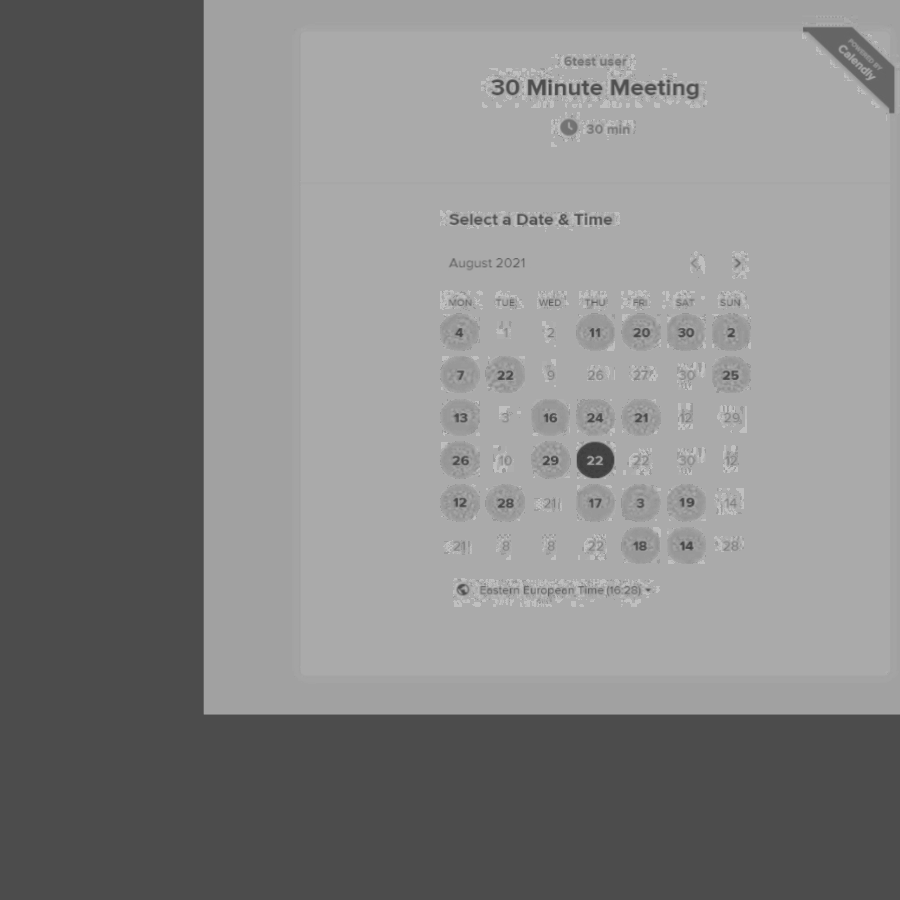 POWERED BY
Calendly
6test user
30 Minute Meeting
30 min
Select a Date & Time
August 2021
MON TUE WED THU FRI SAT SUN
4 1 2 11 20 30 2
7 22 9 26 27 30 25
13 3 16 24 21 12 29
26 10 29 22 22 30 12
12 28 21 17 3 19 14
21 8 8 22 18 14 28
Eastern European Time (16:28)